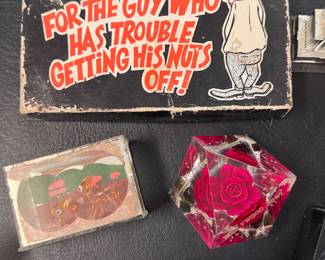 FOR THE GUY WHO
HAS TROUBLE
GETTING HIS NUTS
OFF!